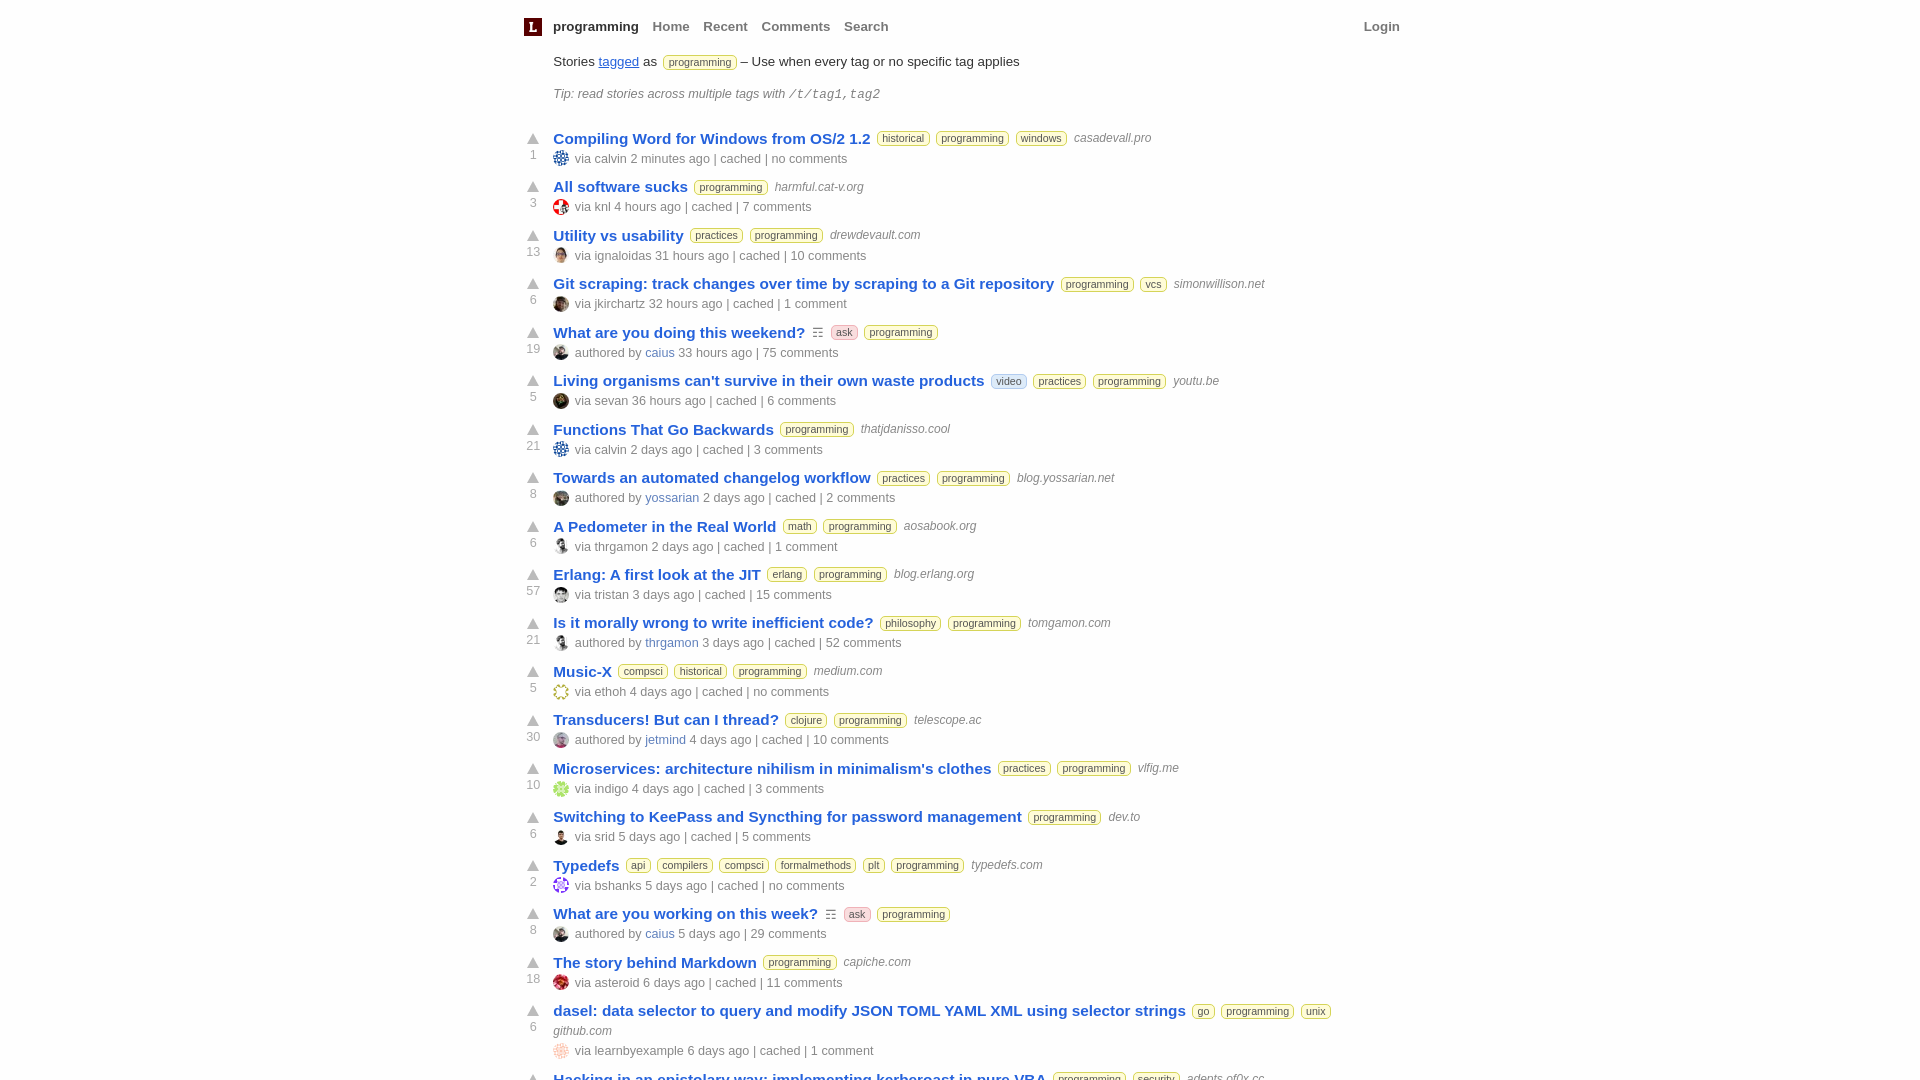 L programming Home Recent Comments Search Login
Stories tagged as programming – Use when every tag or no specific tag applies
Tip: read stories across multiple tags with /t/tag1,tag2
Compiling Word for Windows from OS/2 1.2 historical programming windows casadevall.pro
1 via calvin 2 minutes ago | cached | no comments
All software sucks programming harmful.cat-v.org
3 via knl 4 hours ago | cached | 7 comments
Utility vs usability practices programming drewdevault.com
13 via ignaloidas 31 hours ago | cached | 10 comments
Git scraping: track changes over time by scraping to a Git repository programming vcs simonwillison.net
6 via jkirchartz 32 hours ago | cached | 1 comment
What are you doing this weekend? ☶ ask programming
19 authored by caius 33 hours ago | 75 comments
Living organisms can't survive in their own waste products video practices programming youtu.be
5 via sevan 36 hours ago | cached | 6 comments
Functions That Go Backwards programming thatjdanisso.cool
21 via calvin 2 days ago | cached | 3 comments
Towards an automated changelog workflow practices programming blog.yossarian.net
8 authored by yossarian 2 days ago | cached | 2 comments
A Pedometer in the Real World math programming aosabook.org
6 via thrgamon 2 days ago | cached | 1 comment
Erlang: A first look at the JIT erlang programming blog.erlang.org
57 via tristan 3 days ago | cached | 15 comments
Is it morally wrong to write inefficient code? philosophy programming tomgamon.com
21 authored by thrgamon 3 days ago | cached | 52 comments
Music-X compsci historical programming medium.com
5 via ethoh 4 days ago | cached | no comments
Transducers! But can I thread? clojure programming telescope.ac
30 authored by jetmind 4 days ago | cached | 10 comments
Microservices: architecture nihilism in minimalism's clothes practices programming vlfig.me
10 via indigo 4 days ago | cached | 3 comments
Switching to KeePass and Syncthing for password management programming dev.to
6 via srid 5 days ago | cached | 5 comments
Typedefs api compilers compsci formalmethods plt programming typedefs.com
2 via bshanks 5 days ago | cached | no comments
What are you working on this week? ☶ ask programming
8 authored by caius 5 days ago | 29 comments
The story behind Markdown programming capiche.com
18 via asteroid 6 days ago | cached | 11 comments
dasel: data selector to query and modify JSON TOML YAML XML using selector strings go programming unix
6 github.com
via learnbyexample 6 days ago | cached | 1 comment
Hacking in an epistolary way: implementing kerberoast in pure VBA programming security adepts.of0x.cc